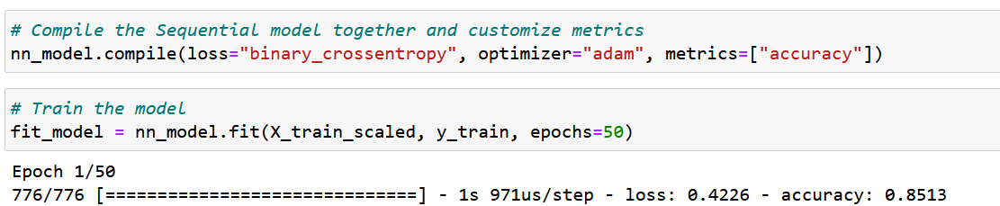 # Compile the Sequential model together and customize metrics
nn_model.compile(loss="binary_crossentropy", optimizer="adam", metrics=["accuracy"])
# Train the model
fit_model = nn_model.fit(X_train_scaled, y_train, epochs=50)
Epoch 1/50
776/776 [==============================] - 1s 971us/step - loss: 0.4226 - accuracy: 0.8513